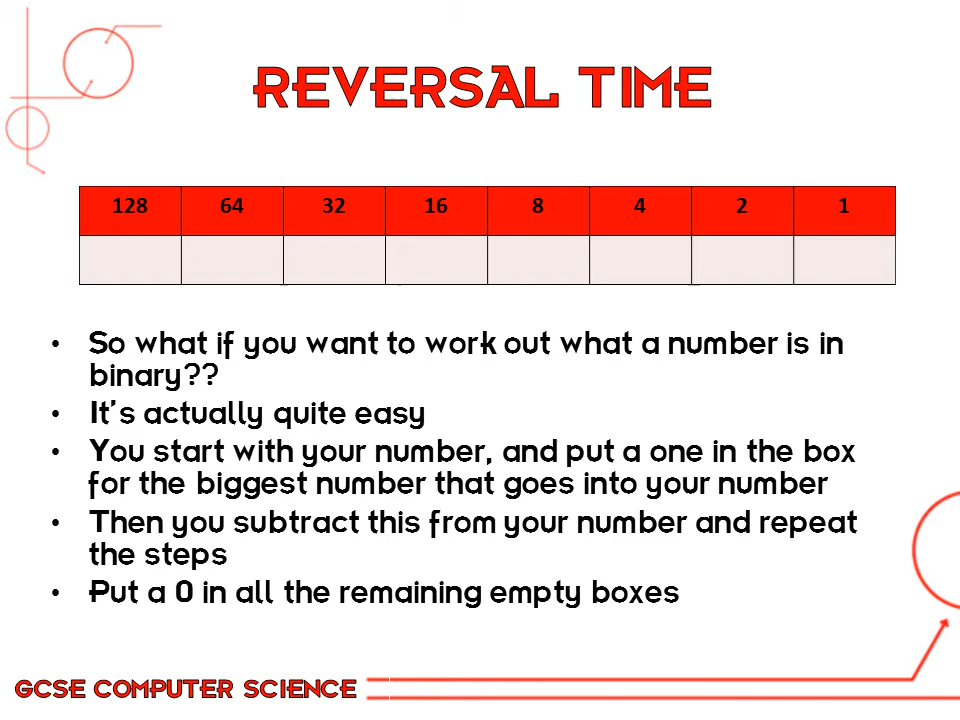 REVERSAL TIME
128 64 32 16 8 4 2 1
• So what if you want to work out what a number is in
binary??
• It's actually quite easy
• You start with your number, and put a one in the box
for the biggest number that goes into your number
• Then you subtract this from your number and repeat
the steps
• Put a 0 in all the remaining empty boxes
GCSE COMPUTER SCIENCE